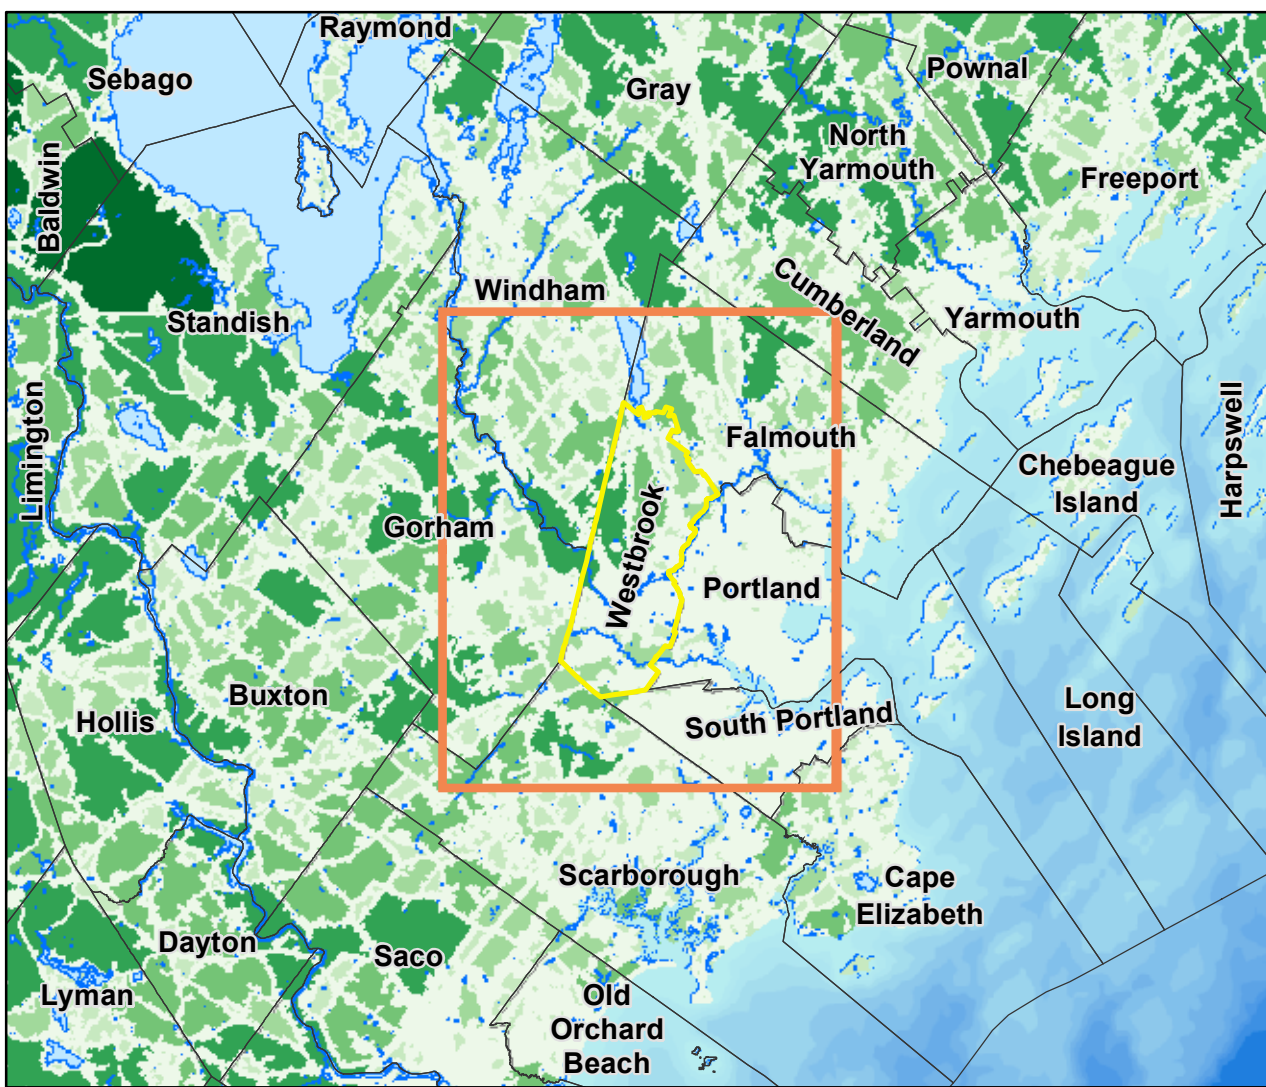 Raymond
Sebago
Gray
Pownal
North
Yarmouth
Baldwin
Freeport
Windham
Cumberland
Standish
Yarmouth
Limington
Harpswell
Falmouth
Chebeague
Island
Gorham
Westbrook
Portland
Buxton
Hollis
South Portland
Long
Island
Scarborough
Cape
Elizabeth
Dayton
Saco
Lyman
Old
Orchard
Beach